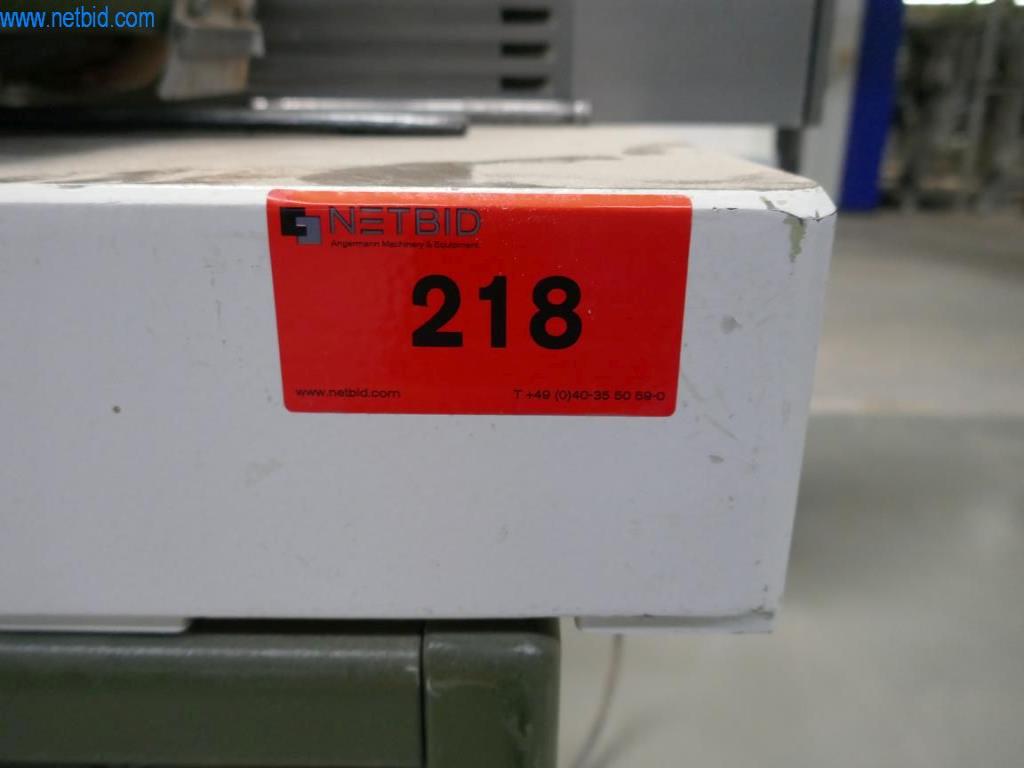 www.netbid.com
NETBID
Angermann Machinery & Equipment
218
www.netbid.com
T +49 (0)40-35 50 59-0